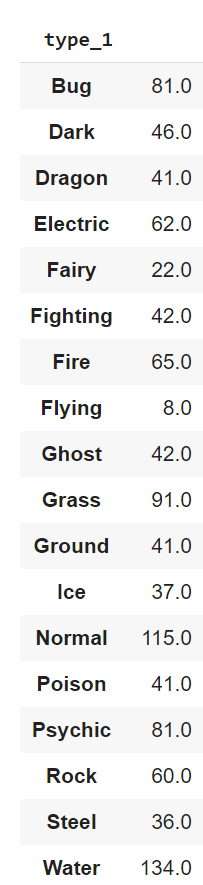 type_1
Bug 81.0
Dark 46.0
Dragon 41.0
Electric 62.0
Fairy 22.0
Fighting 42.0
Fire 65.0
Flying 8.0
Ghost 42.0
Grass 91.0
Ground 41.0
Ice 37.0
Normal 115.0
Poison 41.0
Psychic 81.0
Rock 60.0
Steel 36.0
Water 134.0